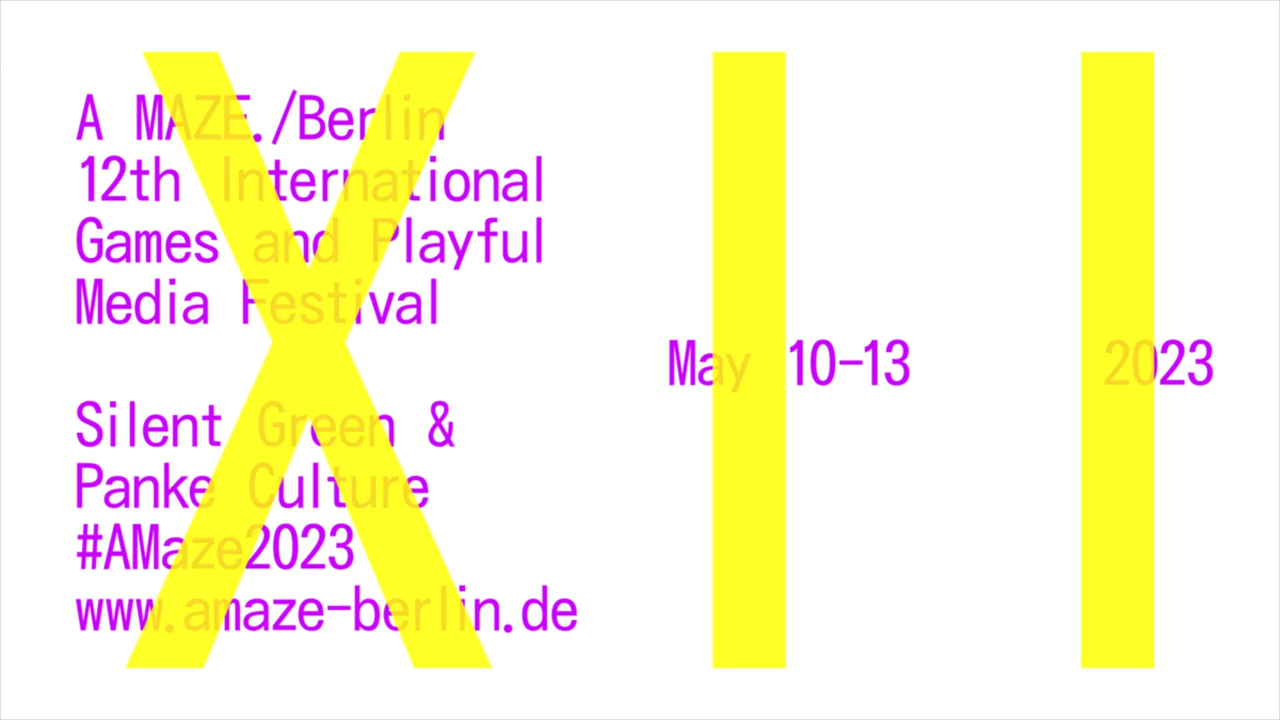 A MAZE./Berlin
12th International
Games and Playful
Media Festival
May 10-13 2023
Silent Green &
Panke Culture
#AMaze2023
www.amaze-berlin.de
XII